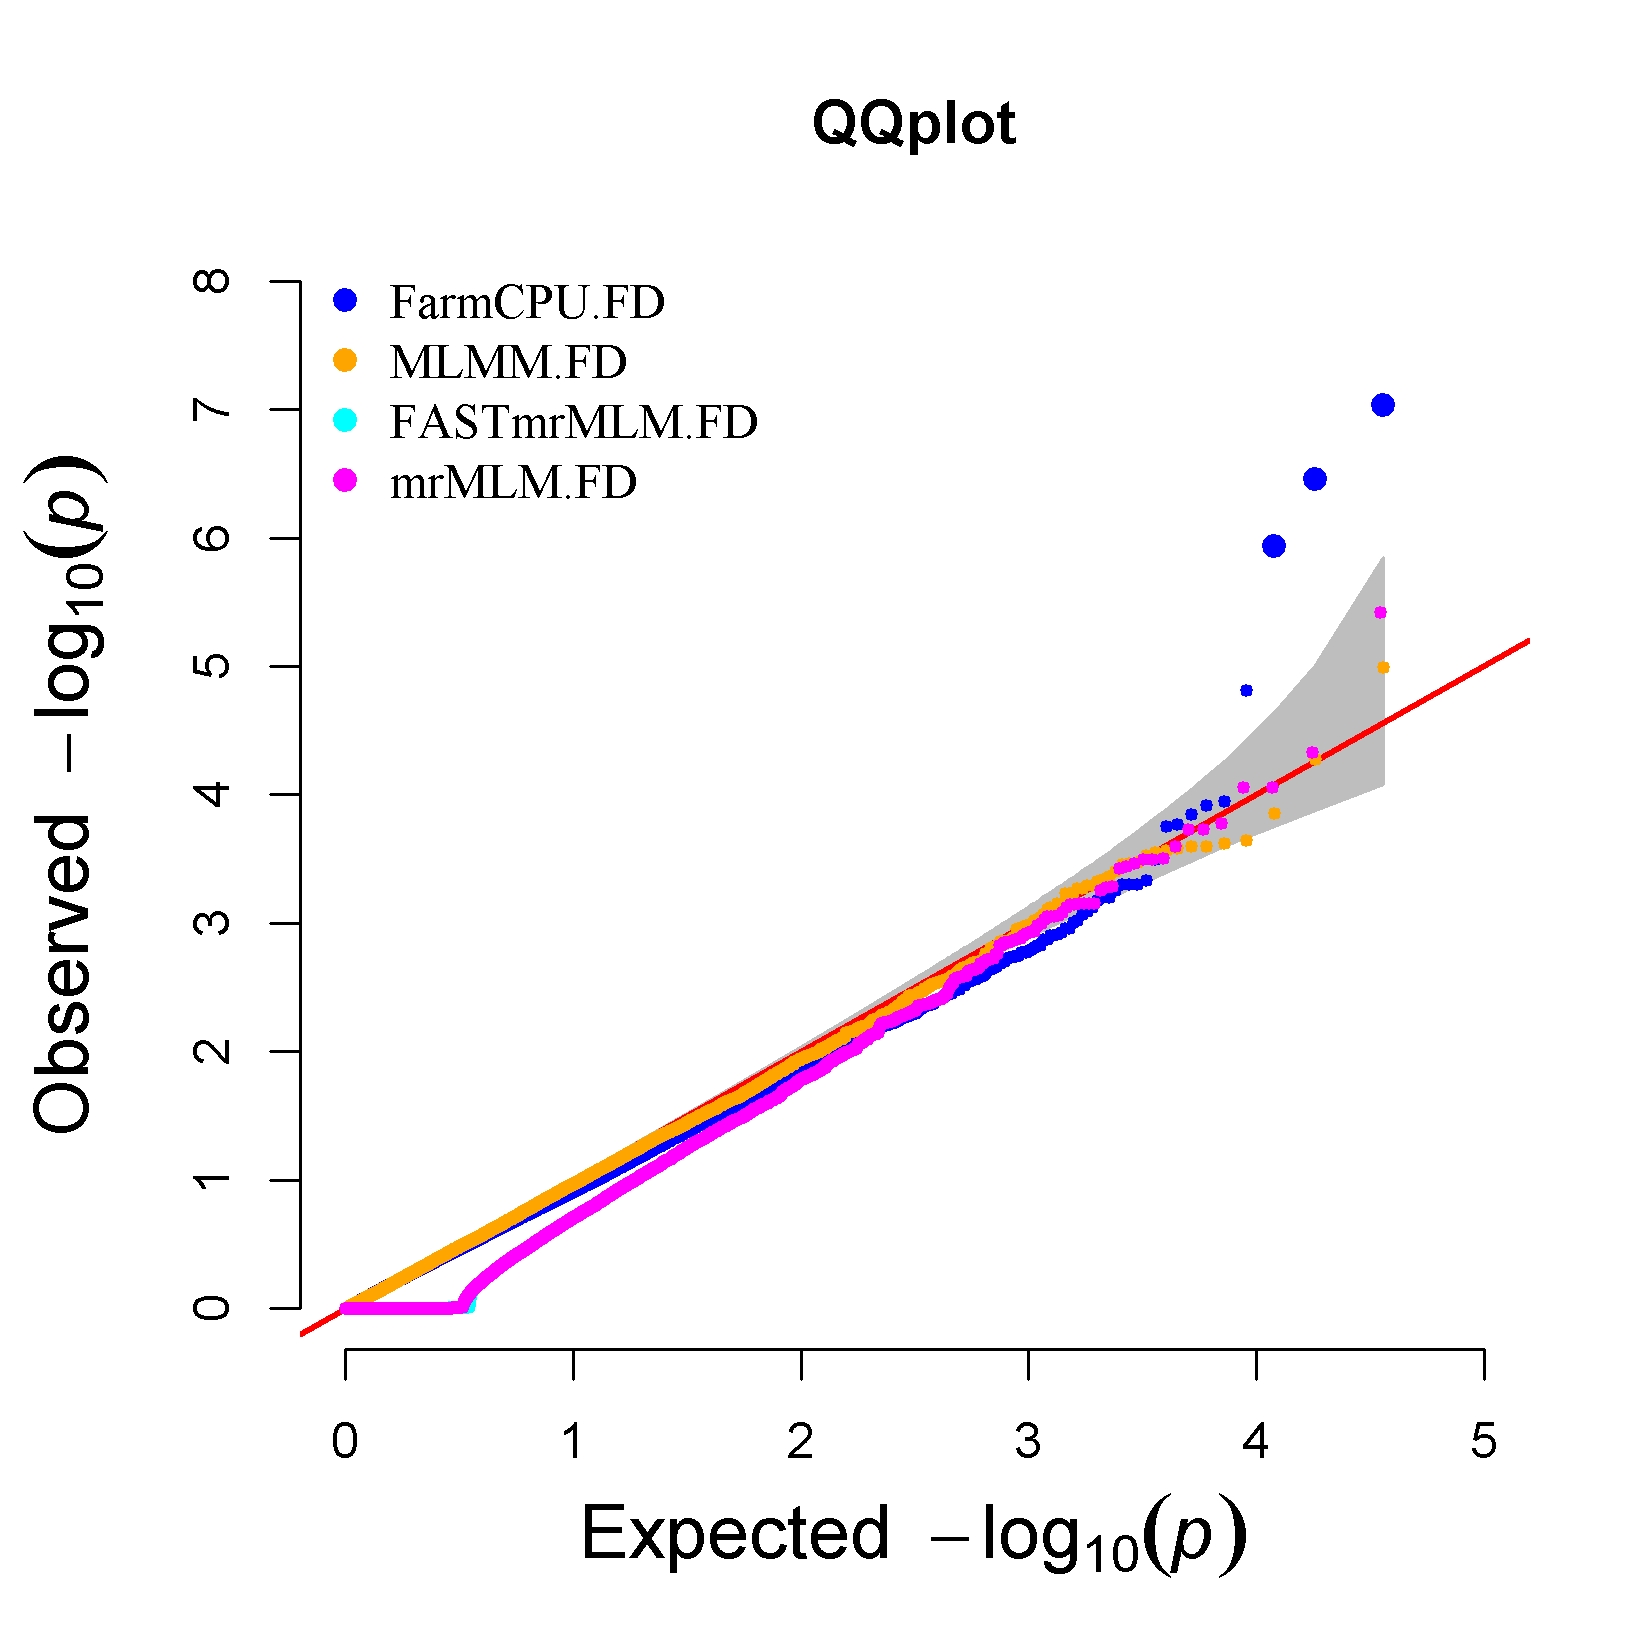 QQplot
FarmCPU.FD
MLMM.FD
FASTmrMLM.FD
mrMLM.FD
Observed −log₁₀(p)
8
7
6
5
4
3
2
1
0
0 1 2 3 4 5
Expected −log₁₀(p)